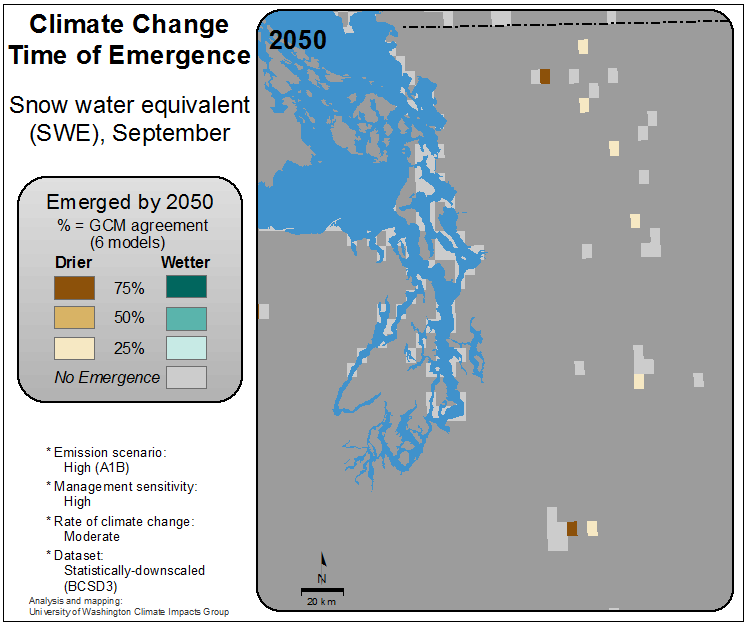 Climate Change
Time of Emergence
Snow water equivalent
(SWE), September
Emerged by 2050
% = GCM agreement
(6 models)
Drier Wetter
75%
50%
25%
No Emergence
* Emission scenario:
High (A1B)
* Management sensitivity:
High
* Rate of climate change:
Moderate
* Dataset:
Statistically-downscaled
(BCSD3)
Analysis and mapping:
University of Washington Climate Impacts Group
2050
N
20 km